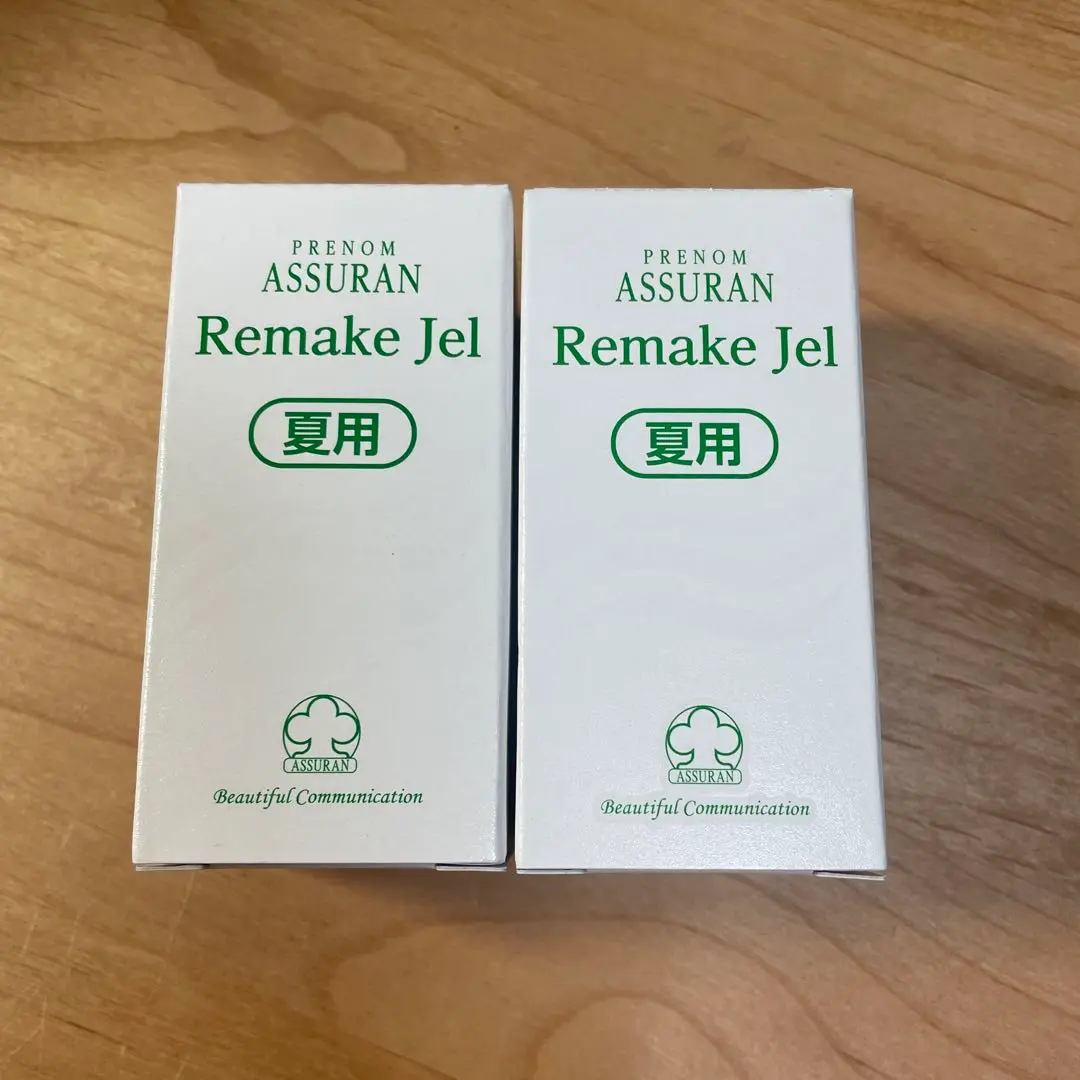 PRENOM
ASSURAN
Remake Jel
夏用
ASSURAN
Beautiful Communication
PRENOM
ASSURAN
Remake Jel
夏用
ASSURAN
Beautiful Communication